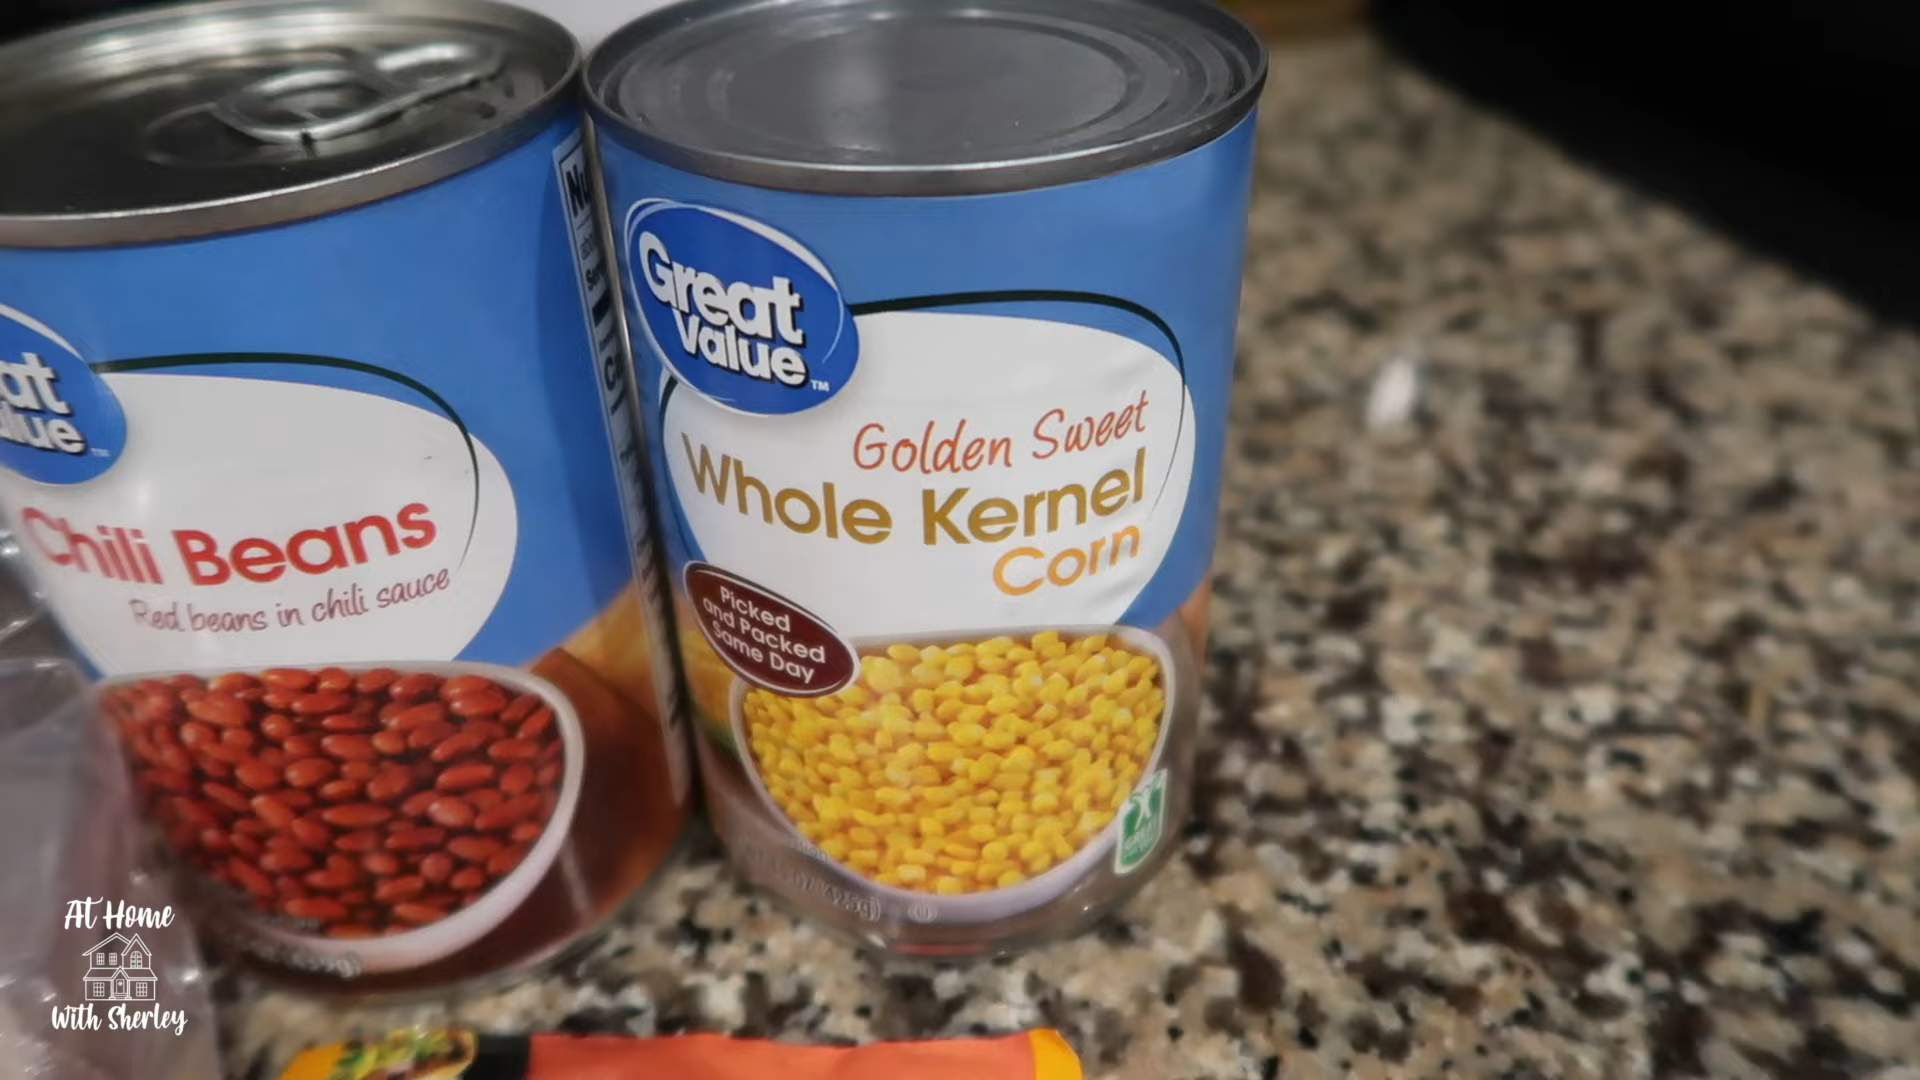 Great
Value
™
Golden Sweet
Whole Kernel
Corn
Picked
and Packed
Same Day
Chili Beans
Red beans in chili sauce
At Home
With Sherley